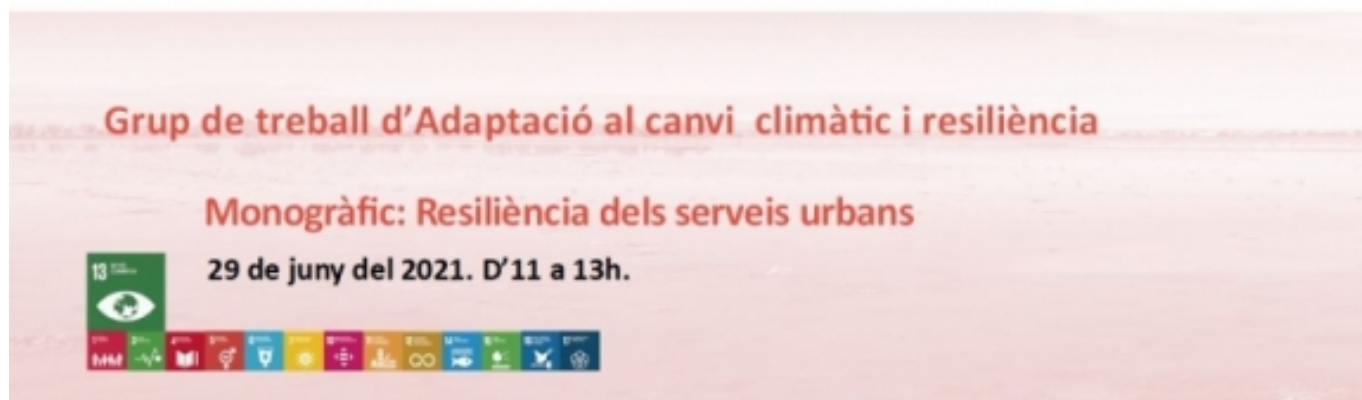 Grup de treball d'Adaptació al canvi climàtic i resiliència
Monogràfic: Resiliència dels serveis urbans
29 de juny del 2021. D'11 a 13h.
13